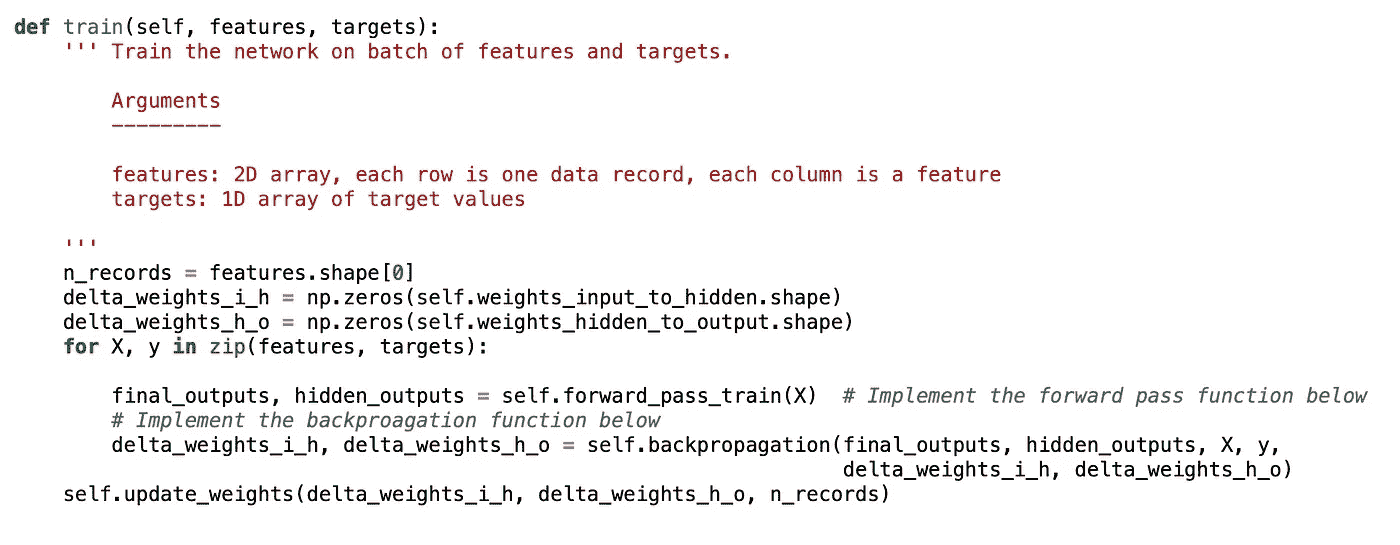 def train(self, features, targets):
    ''' Train the network on batch of features and targets.

        Arguments
        ---------

        features: 2D array, each row is one data record, each column is a feature
        targets: 1D array of target values

    '''
    n_records = features.shape[0]
    delta_weights_i_h = np.zeros(self.weights_input_to_hidden.shape)
    delta_weights_h_o = np.zeros(self.weights_hidden_to_output.shape)
    for X, y in zip(features, targets):

        final_outputs, hidden_outputs = self.forward_pass_train(X)  # Implement the forward pass function below
        # Implement the backproagation function below
        delta_weights_i_h, delta_weights_h_o = self.backpropagation(final_outputs, hidden_outputs, X, y,
                                                                    delta_weights_i_h, delta_weights_h_o)
    self.update_weights(delta_weights_i_h, delta_weights_h_o, n_records)